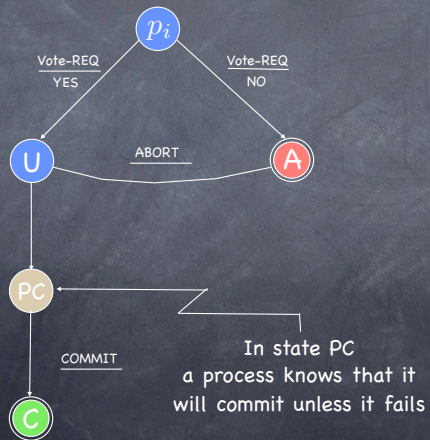 pi
Vote-REQ
YES
Vote-REQ
NO
U
ABORT
A
PC
COMMIT
In state PC
a process knows that it
will commit unless it fails
C